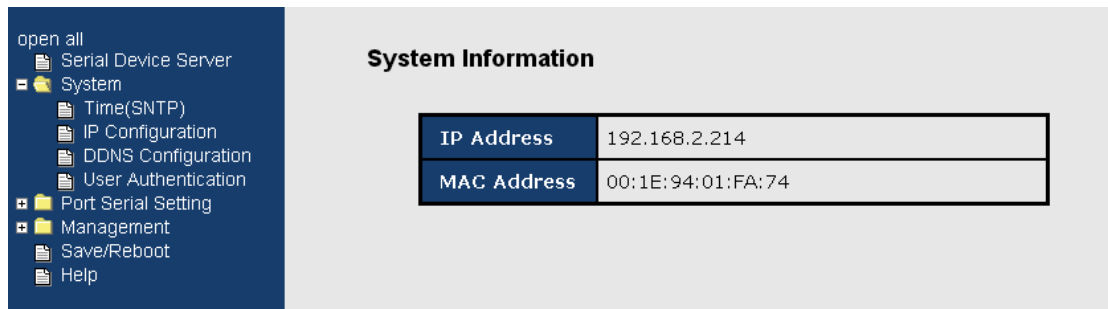 open all
Serial Device Server
System
Time(SNTP)
IP Configuration
DDNS Configuration
User Authentication
Port Serial Setting
Management
Save/Reboot
Help
System Information
IP Address 192.168.2.214
MAC Address 00:1E:94:01:FA:74